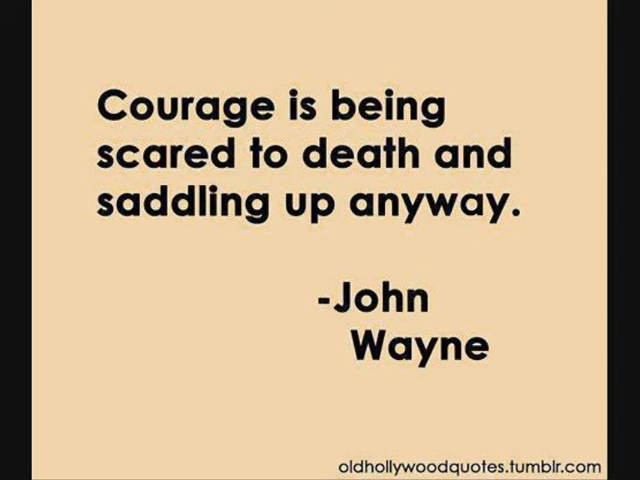 Courage is being
scared to death and
saddling up anyway.
-John
Wayne
oldhollywoodquotes.tumblr.com